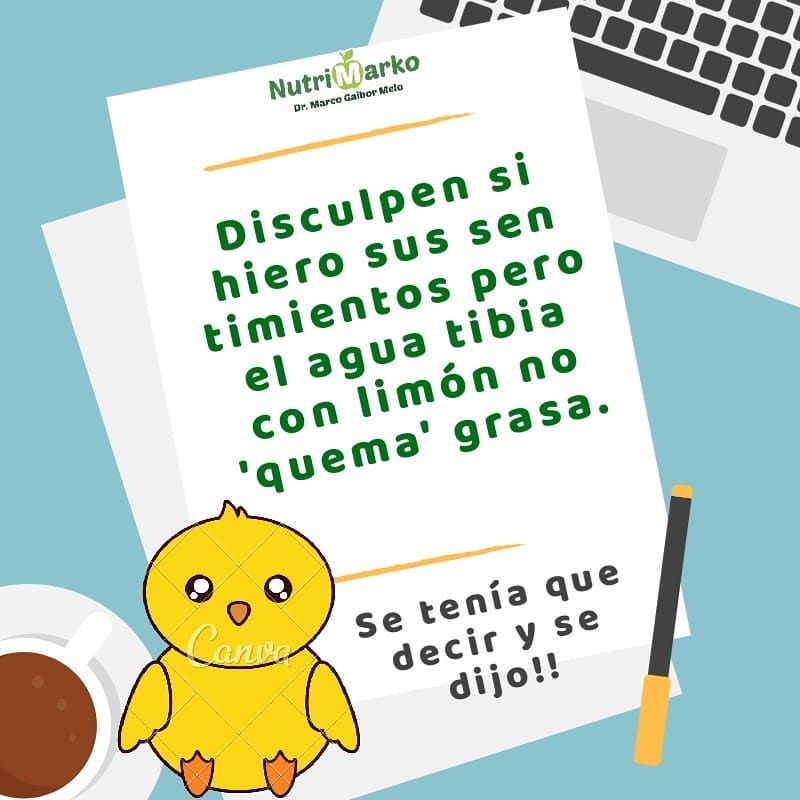 NutriMarko
Dr. Marco Gaibor Melo
Disculpen si
hiero sus sen
timientos pero
el agua tibia
con limón no
'quema' grasa.
Canva
Se tenía que
decir y se
dijo!!